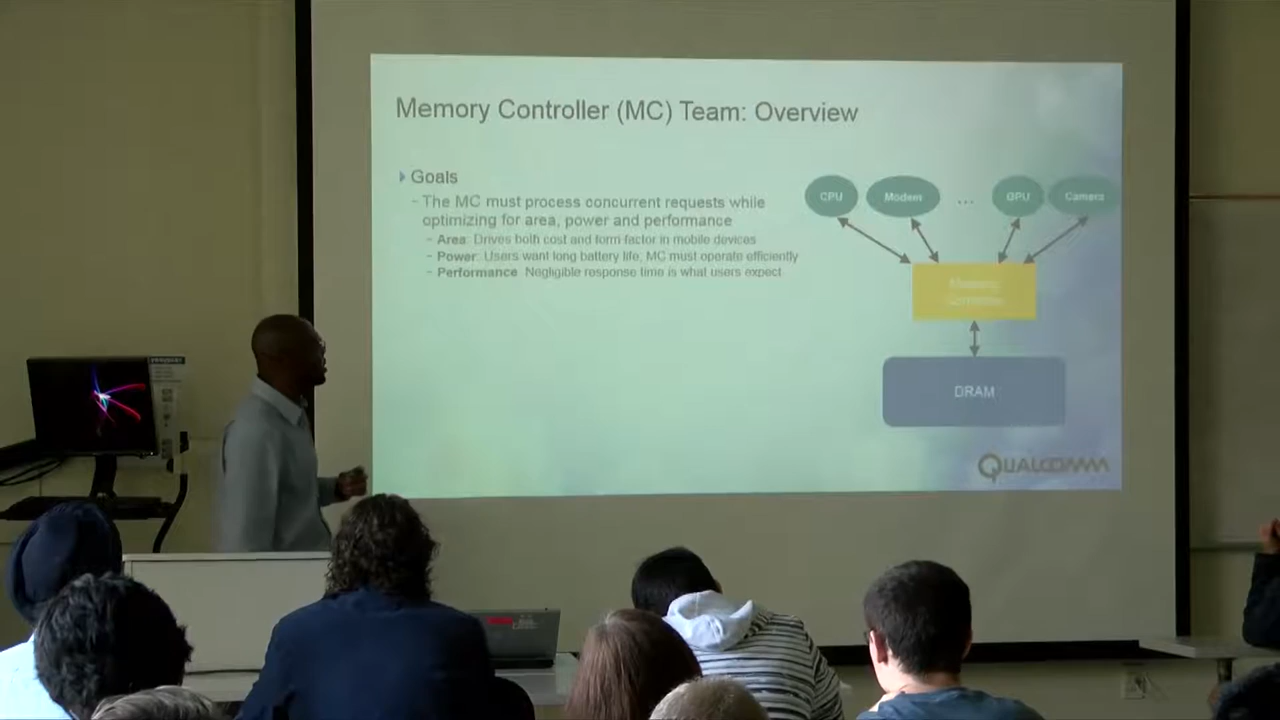 Memory Controller (MC) Team: Overview
Goals
- The MC must process concurrent requests while
optimizing for area, power and performance
- Area: Drives both cost and form factor in mobile devices
- Power: Users want long battery life, MC must operate efficiently
- Performance: Negligible response time is what users expect
CPU
Modem
...
GPU
Camera
Memory
Controller
DRAM
QUALCOMM